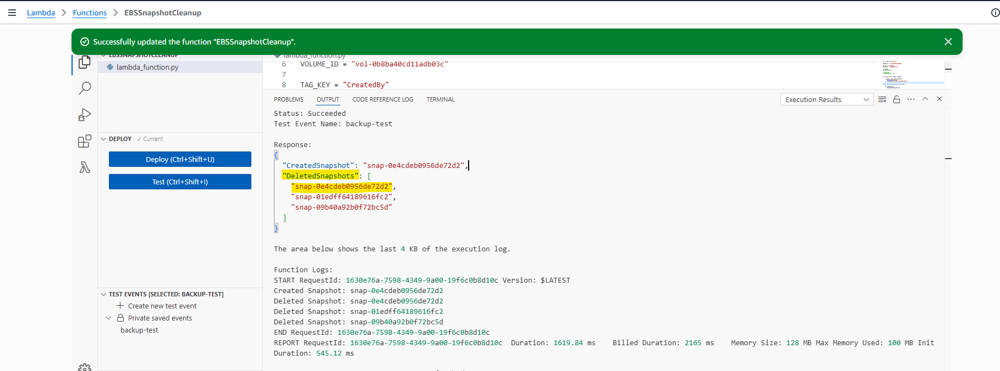 Lambda > Functions > EBSSnapshotCleanup
Successfully updated the function "EBSSnapshotCleanup".
EBSSNAPSHOTCLEANUP
lambda_function.py
lambda_function.py
6 VOLUME_ID = "vol-0b8ba40cd11adb03c"
7
8 TAG_KEY = "CreatedBy"
PROBLEMS OUTPUT CODE REFERENCE LOG TERMINAL
Execution Results
DEPLOY ✓ Current
Deploy (Ctrl+Shift+U)
Test (Ctrl+Shift+I)
TEST EVENTS [SELECTED: BACKUP-TEST]
Create new test event
Private saved events
backup-test
Status: Succeeded
Test Event Name: backup-test
Response:
{
"CreatedSnapshot": "snap-0e4cdeb0956de72d2",
"DeletedSnapshots": [
"snap-0e4cdeb0956de72d2",
"snap-01edff64189616fc2",
"snap-09b40a92b0f72bc5d"
]
}
The area below shows the last 4 KB of the execution log.
Function Logs:
START RequestId: 1630e76a-7598-4349-9a00-19f6c0b8d10c Version: $LATEST
Created Snapshot: snap-0e4cdeb0956de72d2
Deleted Snapshot: snap-0e4cdeb0956de72d2
Deleted Snapshot: snap-01edff64189616fc2
Deleted Snapshot: snap-09b40a92b0f72bc5d
END RequestId: 1630e76a-7598-4349-9a00-19f6c0b8d10c
REPORT RequestId: 1630e76a-7598-4349-9a00-19f6c0b8d10c Duration: 1619.84 ms Billed Duration: 2165 ms Memory Size: 128 MB Max Memory Used: 100 MB Init
Duration: 545.12 ms